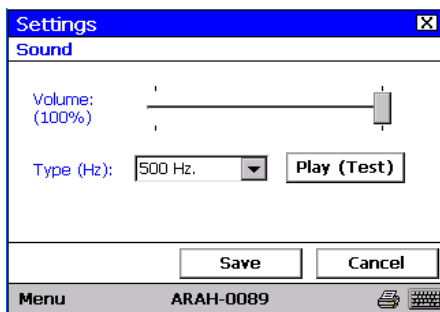 Settings
Sound
Volume:
(100%)
Type (Hz): 500 Hz. Play (Test)
Save Cancel
Menu ARAH-0089